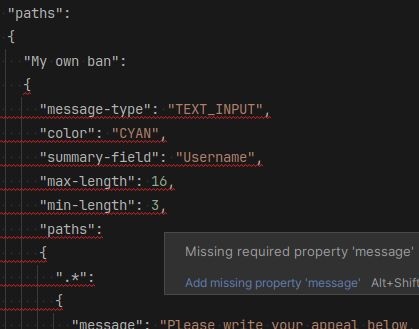 "paths":
{
"My own ban":
{
"message-type": "TEXT_INPUT",
"color": "CYAN",
"summary-field": "Username",
"max-length": 16,
"min-length": 3,
"paths":
{
Missing required property 'message'
".*":
Add missing property 'message' Alt+Shift
{
"message": "Please write your appeal below